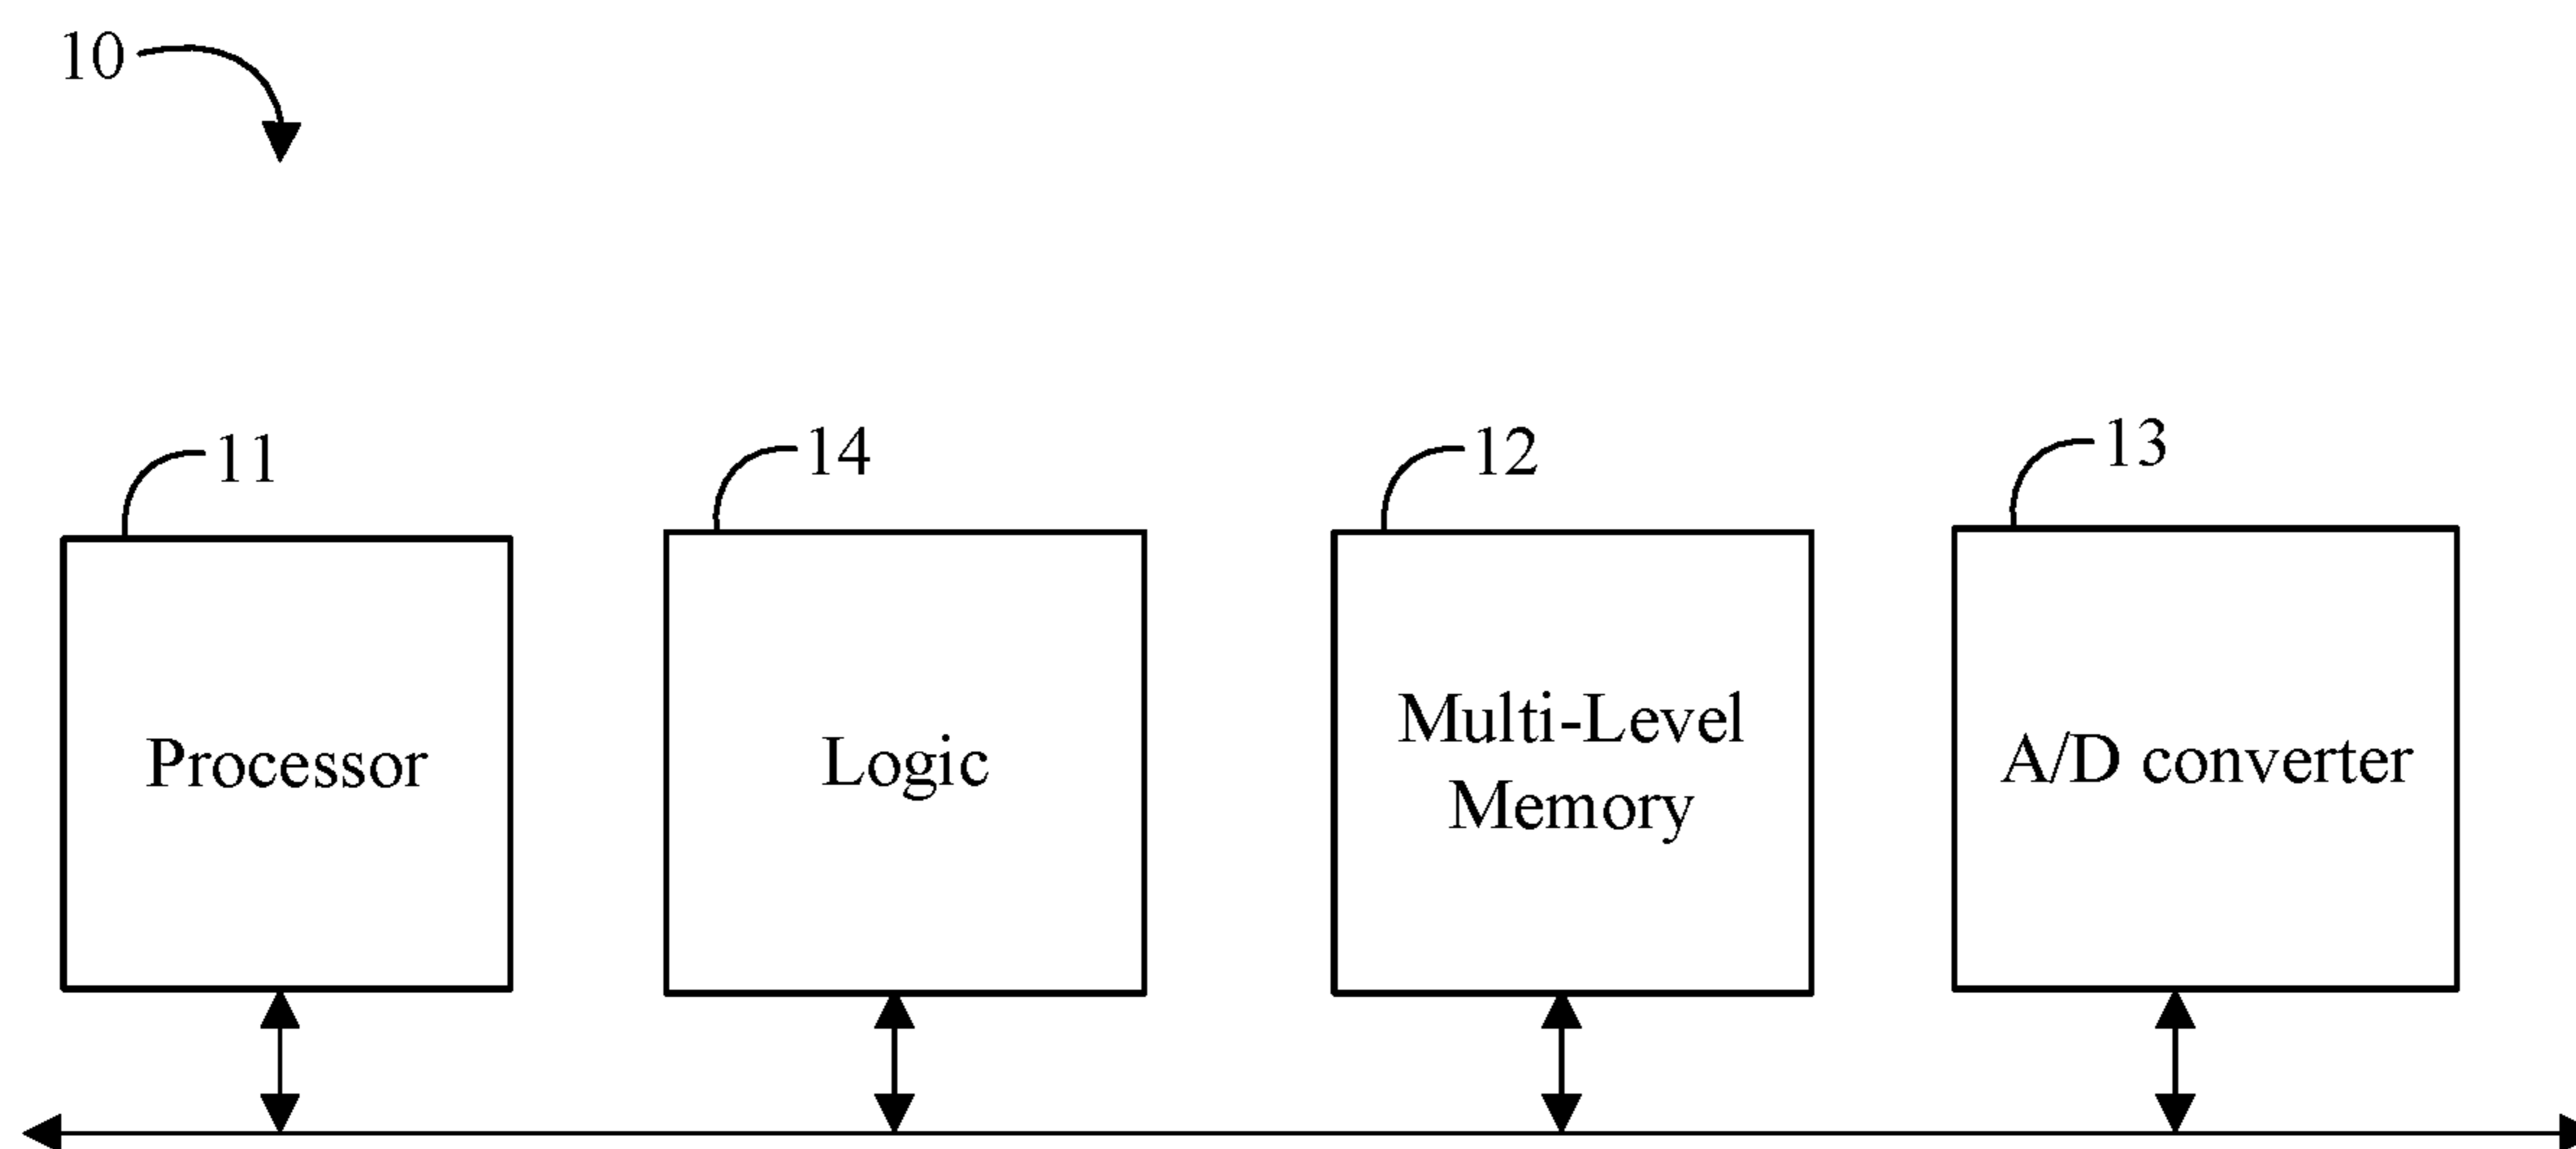 10
11
14
12
13
Processor
Logic
Multi-Level
Memory
A/D converter